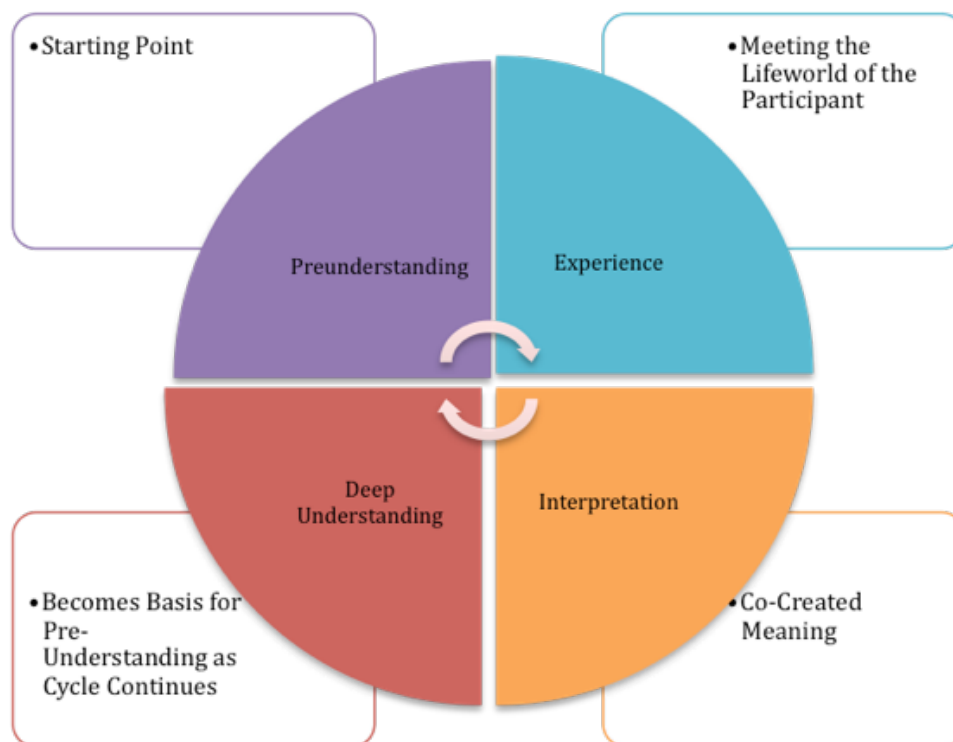 •Starting Point
•Meeting the
Lifeworld of the
Participant
Preunderstanding
Experience
Deep
Understanding
Interpretation
•Becomes Basis for
Pre-
Understanding as
Cycle Continues
•Co-Created
Meaning